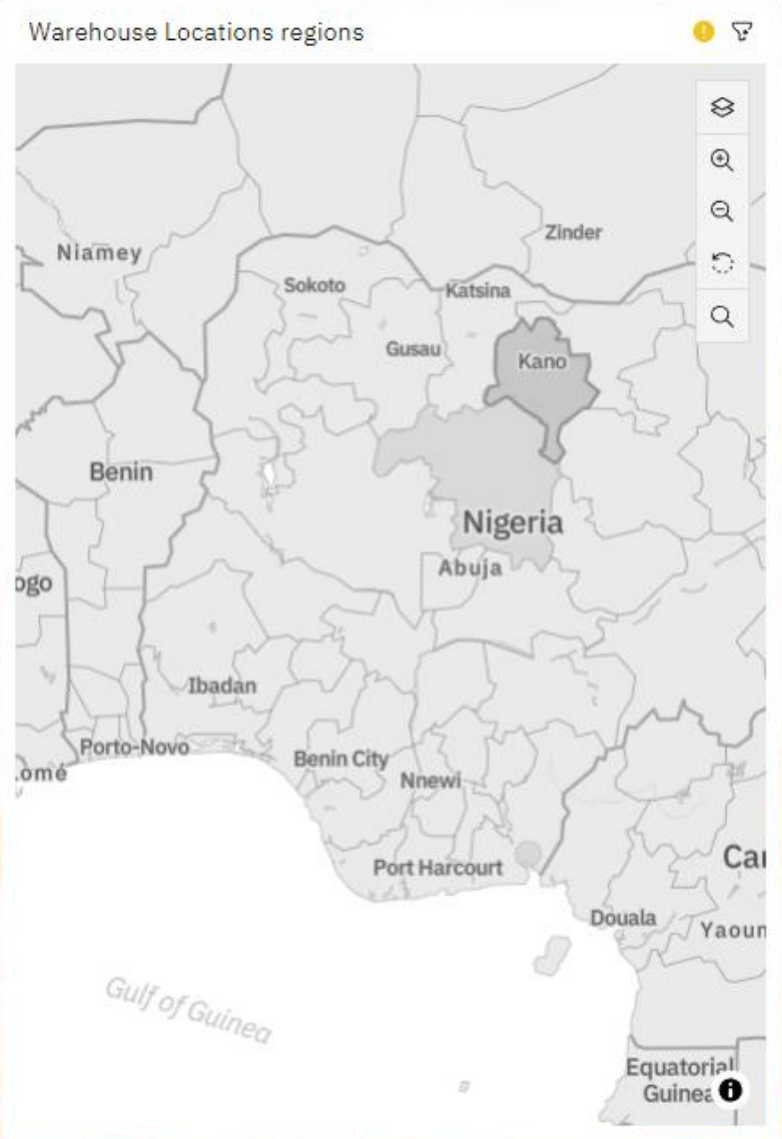 Warehouse Locations regions
Zinder
Niamey
Sokoto
Katsina
Gusau
Kano
Benin
Nigeria
Abuja
ogo
Ibadan
Porto-Novo
Benin City
omé
Nnewi
Car
Port Harcourt
Douala
Yaoun
Gulf of Guinea
Equatorial
Guinea